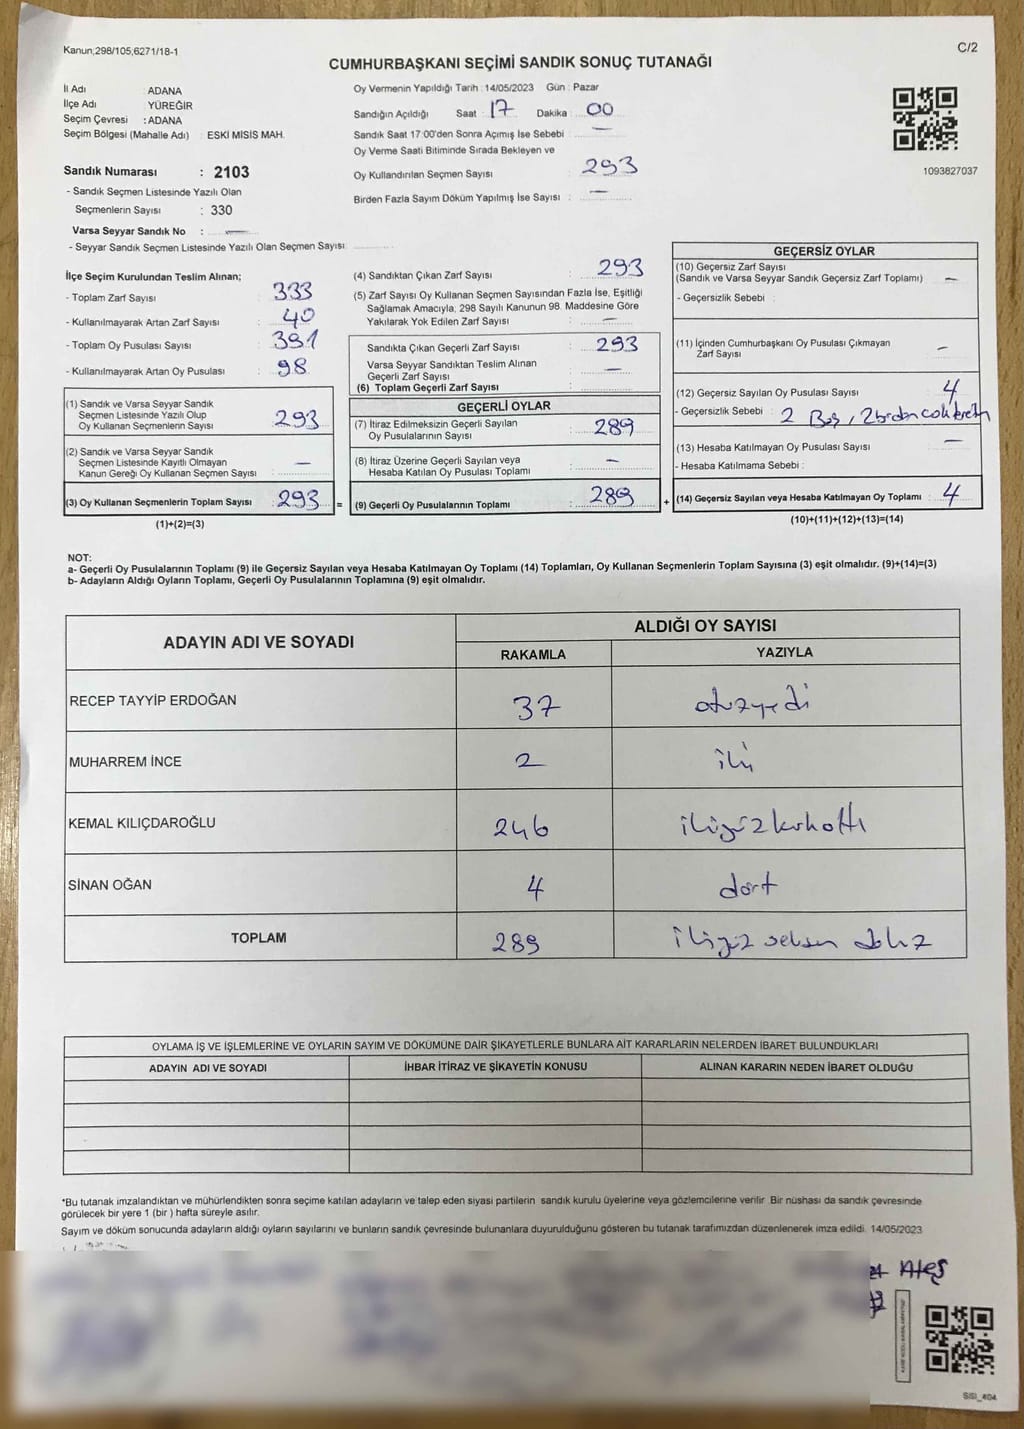 Kanun;298/105,6271/18-1
C/2
CUMHURBAŞKANI SEÇİMİ SANDIK SONUÇ TUTANAĞI
İl Adı : ADANA
İlçe Adı : YÜREĞİR
Seçim Çevresi : ADANA
Seçim Bölgesi (Mahalle Adı) : ESKİ MİSİS MAH.
Sandık Numarası : 2103
- Sandık Seçmen Listesinde Yazılı Olan
Seçmenlerin Sayısı : 330
Varsa Seyyar Sandık No : —
- Seyyar Sandık Seçmen Listesinde Yazılı Olan Seçmen Sayısı:
Oy Vermenin Yapıldığı Tarih : 14/05/2023 Gün : Pazar
Sandığın Açıldığı Saat : 17 Dakika : 00
Sandık Saat 17:00'den Sonra Açımış İse Sebebi : —
Oy Verme Saati Bitiminde Sırada Bekleyen ve
Oy Kullandırılan Seçmen Sayısı : 293
Birden Fazla Sayım Döküm Yapılmış İse Sayısı : —
1093827037
İlçe Seçim Kurulundan Teslim Alınan;
- Toplam Zarf Sayısı : 333
- Kullanılmayarak Artan Zarf Sayısı : 40
- Toplam Oy Pusulası Sayısı : 391
- Kullanılmayarak Artan Oy Pusulası : 98
(1) Sandık ve Varsa Seyyar Sandık
Seçmen Listesinde Yazılı Olup
Oy Kullanan Seçmenlerin Sayısı : 293
(2) Sandık ve Varsa Seyyar Sandık
Seçmen Listesinde Kayıtlı Olmayan
Kanun Gereği Oy Kullanan Seçmen Sayısı : —
(3) Oy Kullanan Seçmenlerin Toplam Sayısı : 293 =
(1)+(2)=(3)
(4) Sandıktan Çıkan Zarf Sayısı : 293
(5) Zarf Sayısı Oy Kullanan Seçmen Sayısından Fazla İse, Eşitliği
Sağlamak Amacıyla; 298 Sayılı Kanunun 98. Maddesine Göre
Yakılarak Yok Edilen Zarf Sayısı : —
Sandıkta Çıkan Geçerli Zarf Sayısı : 293
Varsa Seyyar Sandıktan Teslim Alınan
Geçerli Zarf Sayısı : —
(6) Toplam Geçerli Zarf Sayısı :
GEÇERLİ OYLAR
(7) İtiraz Edilmeksizin Geçerli Sayılan
Oy Pusulalarının Sayısı : 289
(8) İtiraz Üzerine Geçerli Sayılan veya
Hesaba Katılan Oy Pusulası Toplamı : —
(9) Geçerli Oy Pusulalarının Toplamı : 289 +
GEÇERSİZ OYLAR
(10) Geçersiz Zarf Sayısı
(Sandık ve Varsa Seyyar Sandık Geçersiz Zarf Toplamı) : —
- Geçersizlik Sebebi :
(11) İçinden Cumhurbaşkanı Oy Pusulası Çıkmayan
Zarf Sayısı : —
(12) Geçersiz Sayılan Oy Pusulası Sayısı : 4
- Geçersizlik Sebebi : 2 Boş, 2 birden cok
(13) Hesaba Katılmayan Oy Pusulası Sayısı : —
- Hesaba Katılmama Sebebi :
(14) Geçersiz Sayılan veya Hesaba Katılmayan Oy Toplamı : 4
(10)+(11)+(12)+(13)=(14)
NOT:
a- Geçerli Oy Pusulalarının Toplamı (9) ile Geçersiz Sayılan veya Hesaba Katılmayan Oy Toplamı (14) Toplamları, Oy Kullanan Seçmenlerin Toplam Sayısına (3) eşit olmalıdır. (9)+(14)=(3)
b- Adayların Aldığı Oyların Toplamı, Geçerli Oy Pusulalarının Toplamına (9) eşit olmalıdır.
ADAYIN ADI VE SOYADI
ALDIĞI OY SAYISI
RAKAMLA YAZIYLA
RECEP TAYYİP ERDOĞAN 37 otuzyedi
MUHARREM İNCE 2 iki
KEMAL KILIÇDAROĞLU 246 ikiyüzkırkaltı
SİNAN OĞAN 4 dört
TOPLAM 289 ikiyüz seksen dokuz
OYLAMA İŞ VE İŞLEMLERİNE VE OYLARIN SAYIM VE DÖKÜMÜNE DAİR ŞİKAYETLERLE BUNLARA AİT KARARLARIN NELERDEN İBARET BULUNDUKLARI
ADAYIN ADI VE SOYADI İHBAR İTİRAZ VE ŞİKAYETİN KONUSU ALINAN KARARIN NEDEN İBARET OLDUĞU
*Bu tutanak imzalandıktan ve mühürlendikten sonra seçime katılan adayların ve talep eden siyasi partilerin sandık kurulu üyelerine veya gözlemcilerine verilir. Bir nüshası da sandık çevresinde
görülecek bir yere 1 (bir ) hafta süreyle asılır.
Sayım ve döküm sonucunda adayların aldığı oyların sayılarını ve bunların sandık çevresinde bulunanlara duyurulduğunu gösteren bu tutanak tarafımızdan düzenlenerek imza edildi. 14/05/2023
Ateş
SISI_404